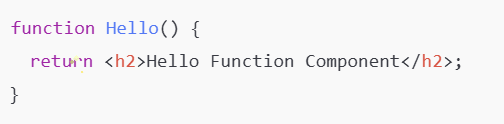 function Hello() {
  return <h2>Hello Function Component</h2>;
}